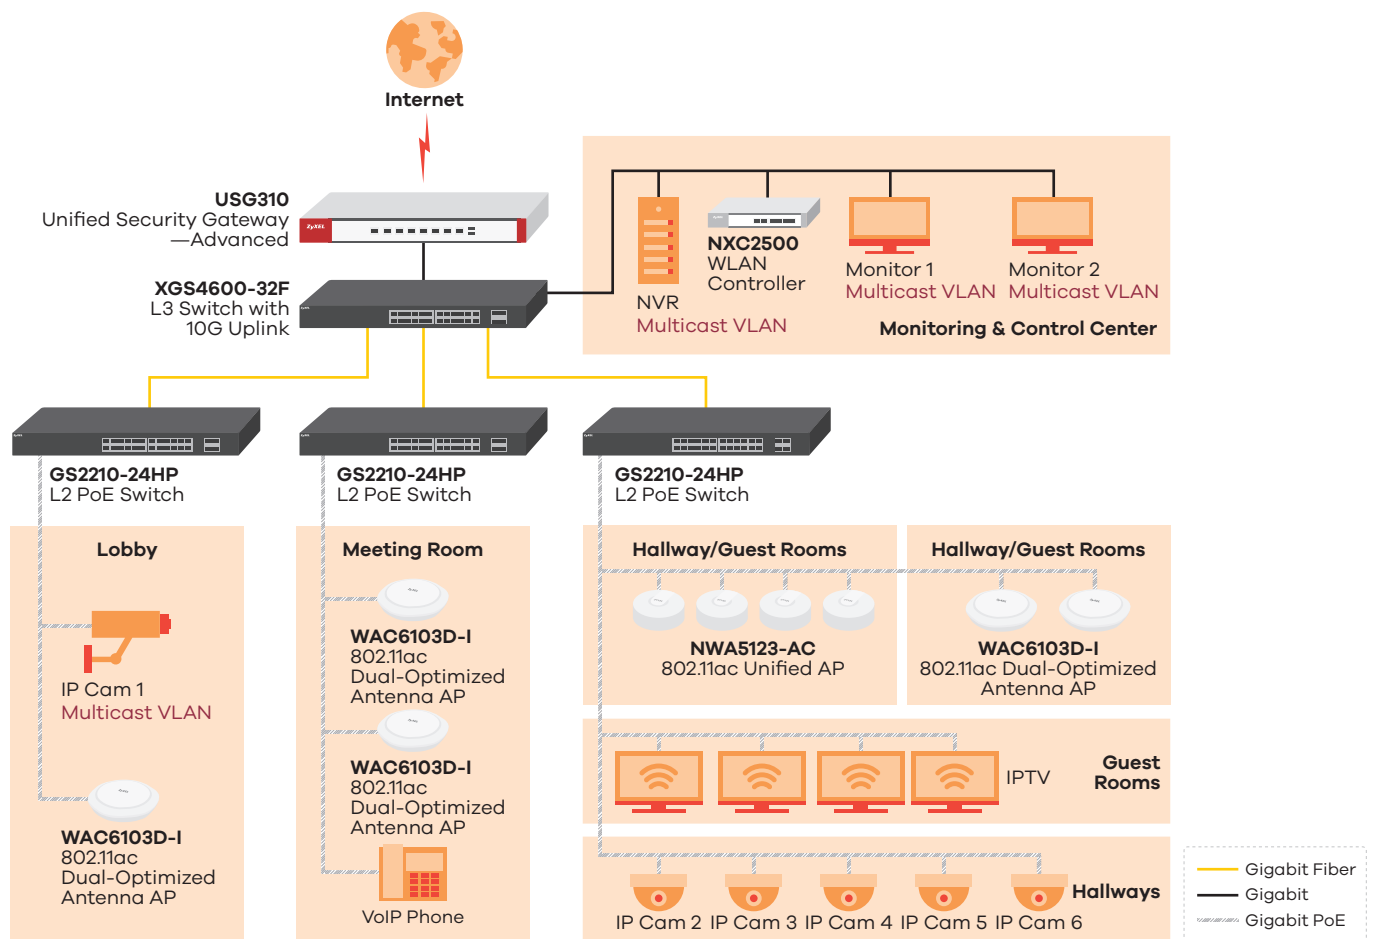 Internet
USG310
Unified Security Gateway
—Advanced
ZyXEL
XGS4600-32F
L3 Switch with
10G Uplink
NVR
Multicast VLAN
NXC2500
WLAN
Controller
Monitor 1
Multicast VLAN
Monitor 2
Multicast VLAN
Monitoring & Control Center
GS2210-24HP
L2 PoE Switch
GS2210-24HP
L2 PoE Switch
GS2210-24HP
L2 PoE Switch
Lobby
IP Cam 1
Multicast VLAN
WAC6103D-I
802.11ac
Dual-Optimized
Antenna AP
Meeting Room
WAC6103D-I
802.11ac
Dual-Optimized
Antenna AP
WAC6103D-I
802.11ac
Dual-Optimized
Antenna AP
VoIP Phone
Hallway/Guest Rooms
NWA5123-AC
802.11ac Unified AP
Hallway/Guest Rooms
WAC6103D-I
802.11ac Dual-Optimized
Antenna AP
IPTV
Guest
Rooms
IP Cam 2
IP Cam 3
IP Cam 4
IP Cam 5
IP Cam 6
Hallways
Gigabit Fiber
Gigabit
Gigabit PoE